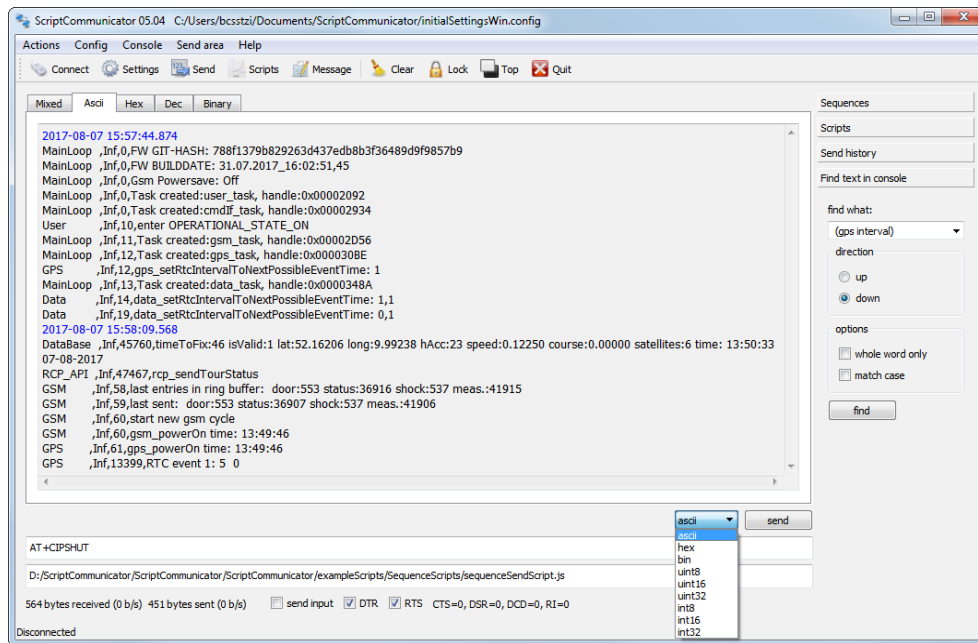 ScriptCommunicator 05.04   C:/Users/bcsstzi/Documents/ScriptCommunicator/initialSettingsWin.config
Actions Config Console Send area Help
Connect Settings Send Scripts Message Clear Lock Top Quit
Mixed Ascii Hex Dec Binary
2017-08-07 15:57:44.874
MainLoop ,Inf,0,FW GIT-HASH: 788f1379b829263d437edb8b3f36489d9f9857b9
MainLoop ,Inf,0,FW BUILDDATE: 31.07.2017_16:02:51,45
MainLoop ,Inf,0,Gsm Powersave: Off
MainLoop ,Inf,0,Task created:user_task, handle:0x00002092
MainLoop ,Inf,0,Task created:cmdIf_task, handle:0x00002934
User ,Inf,10,enter OPERATIONAL_STATE_ON
MainLoop ,Inf,11,Task created:gsm_task, handle:0x00002D56
MainLoop ,Inf,12,Task created:gps_task, handle:0x000030BE
GPS ,Inf,12,gps_setRtcIntervalToNextPossibleEventTime: 1
MainLoop ,Inf,13,Task created:data_task, handle:0x0000348A
Data ,Inf,14,data_setRtcIntervalToNextPossibleEventTime: 1,1
Data ,Inf,19,data_setRtcIntervalToNextPossibleEventTime: 0,1
2017-08-07 15:58:09.568
DataBase ,Inf,45760,timeToFix:46 isValid:1 lat:52.16206 long:9.99238 hAcc:23 speed:0.12250 course:0.00000 satellites:6 time: 13:50:33
07-08-2017
RCP_API ,Inf,47467,rcp_sendTourStatus
GSM ,Inf,58,last entries in ring buffer: door:553 status:36916 shock:537 meas.:41915
GSM ,Inf,59,last sent: door:553 status:36907 shock:537 meas.:41906
GSM ,Inf,60,start new gsm cycle
GSM ,Inf,60,gsm_powerOn time: 13:49:46
GPS ,Inf,61,gps_powerOn time: 13:49:46
GPS ,Inf,13399,RTC event 1: 5 0
Sequences
Scripts
Send history
Find text in console
find what:
(gps interval)
direction
up
down
options
whole word only
match case
find
ascii send
ascii
hex
bin
uint8
uint16
uint32
int8
int16
int32
AT+CIPSHUT
D:/ScriptCommunicator/ScriptCommunicator/ScriptCommunicator/exampleScripts/SequenceScripts/sequenceSendScript.js
564 bytes received (0 b/s) 451 bytes sent (0 b/s) send input DTR RTS CTS=0, DSR=0, DCD=0, RI=0
Disconnected